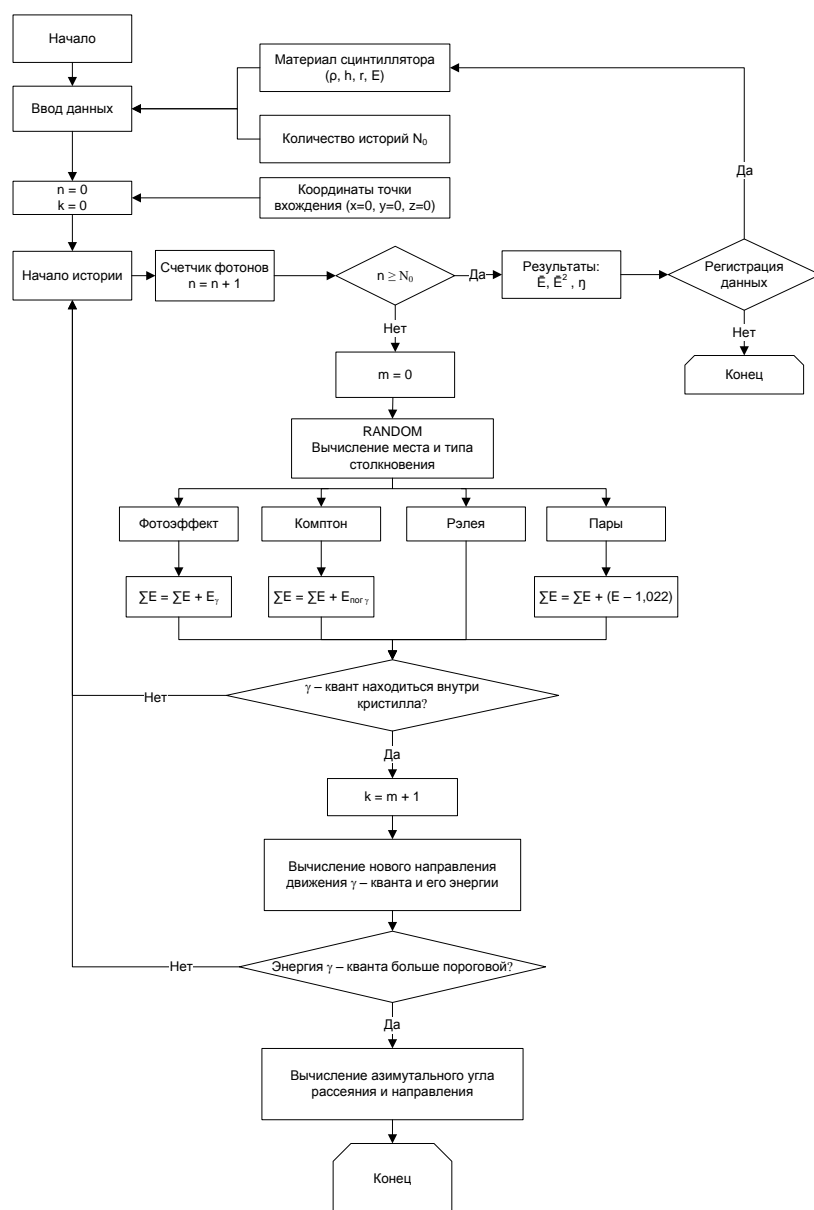 Начало
Материал сцинтиллятора
(ρ, h, r, E)
Ввод данных
Количество историй N₀
Да
n = 0
k = 0
Координаты точки
вхождения (x=0, y=0, z=0)
Начало истории
Счетчик фотонов
n = n + 1
n ≥ N₀
Да
Результаты:
Ē, Ē², η
Регистрация
данных
Нет
Нет
Конец
m = 0
RANDOM
Вычисление места и типа
столкновения
Фотоэффект
Комптон
Рэлея
Пары
∑E = ∑E + Eᵧ
∑E = ∑E + Eпог γ
∑E = ∑E + (E – 1,022)
γ – квант находиться внутри
кристилла?
Нет
Да
k = m + 1
Вычисление нового направления
движения γ – кванта и его энергии
Энергия γ – кванта больше пороговой?
Нет
Да
Вычисление азимутального угла
рассеяния и направления
Конец